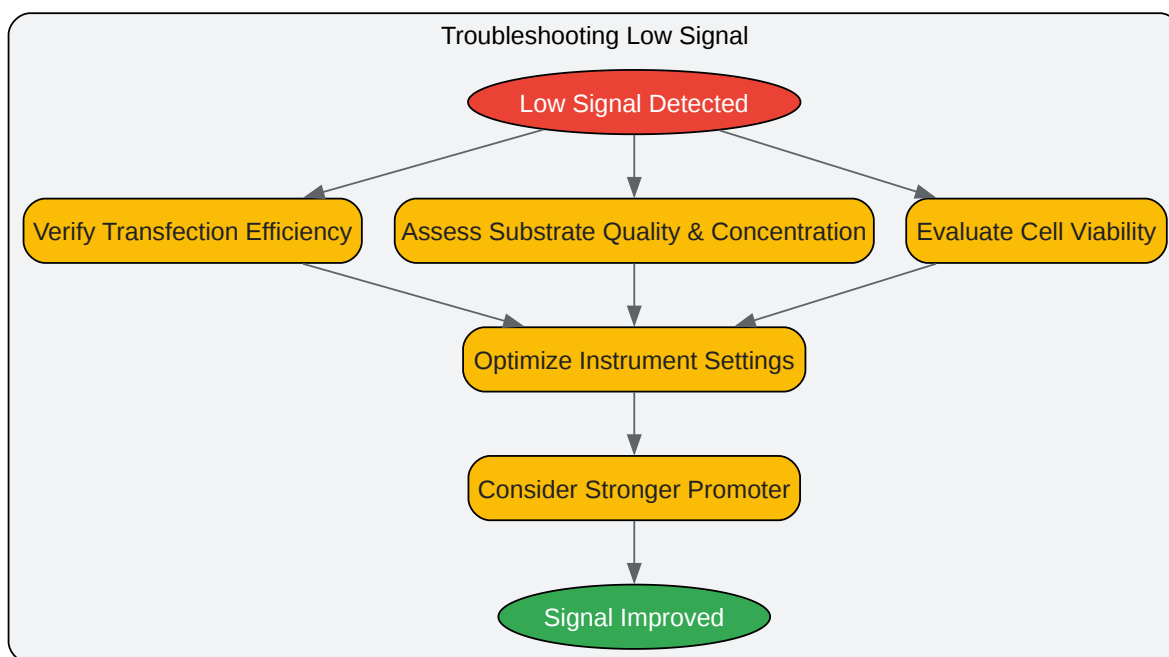 Troubleshooting Low Signal
Low Signal Detected
Verify Transfection Efficiency
Assess Substrate Quality & Concentration
Evaluate Cell Viability
Optimize Instrument Settings
Consider Stronger Promoter
Signal Improved